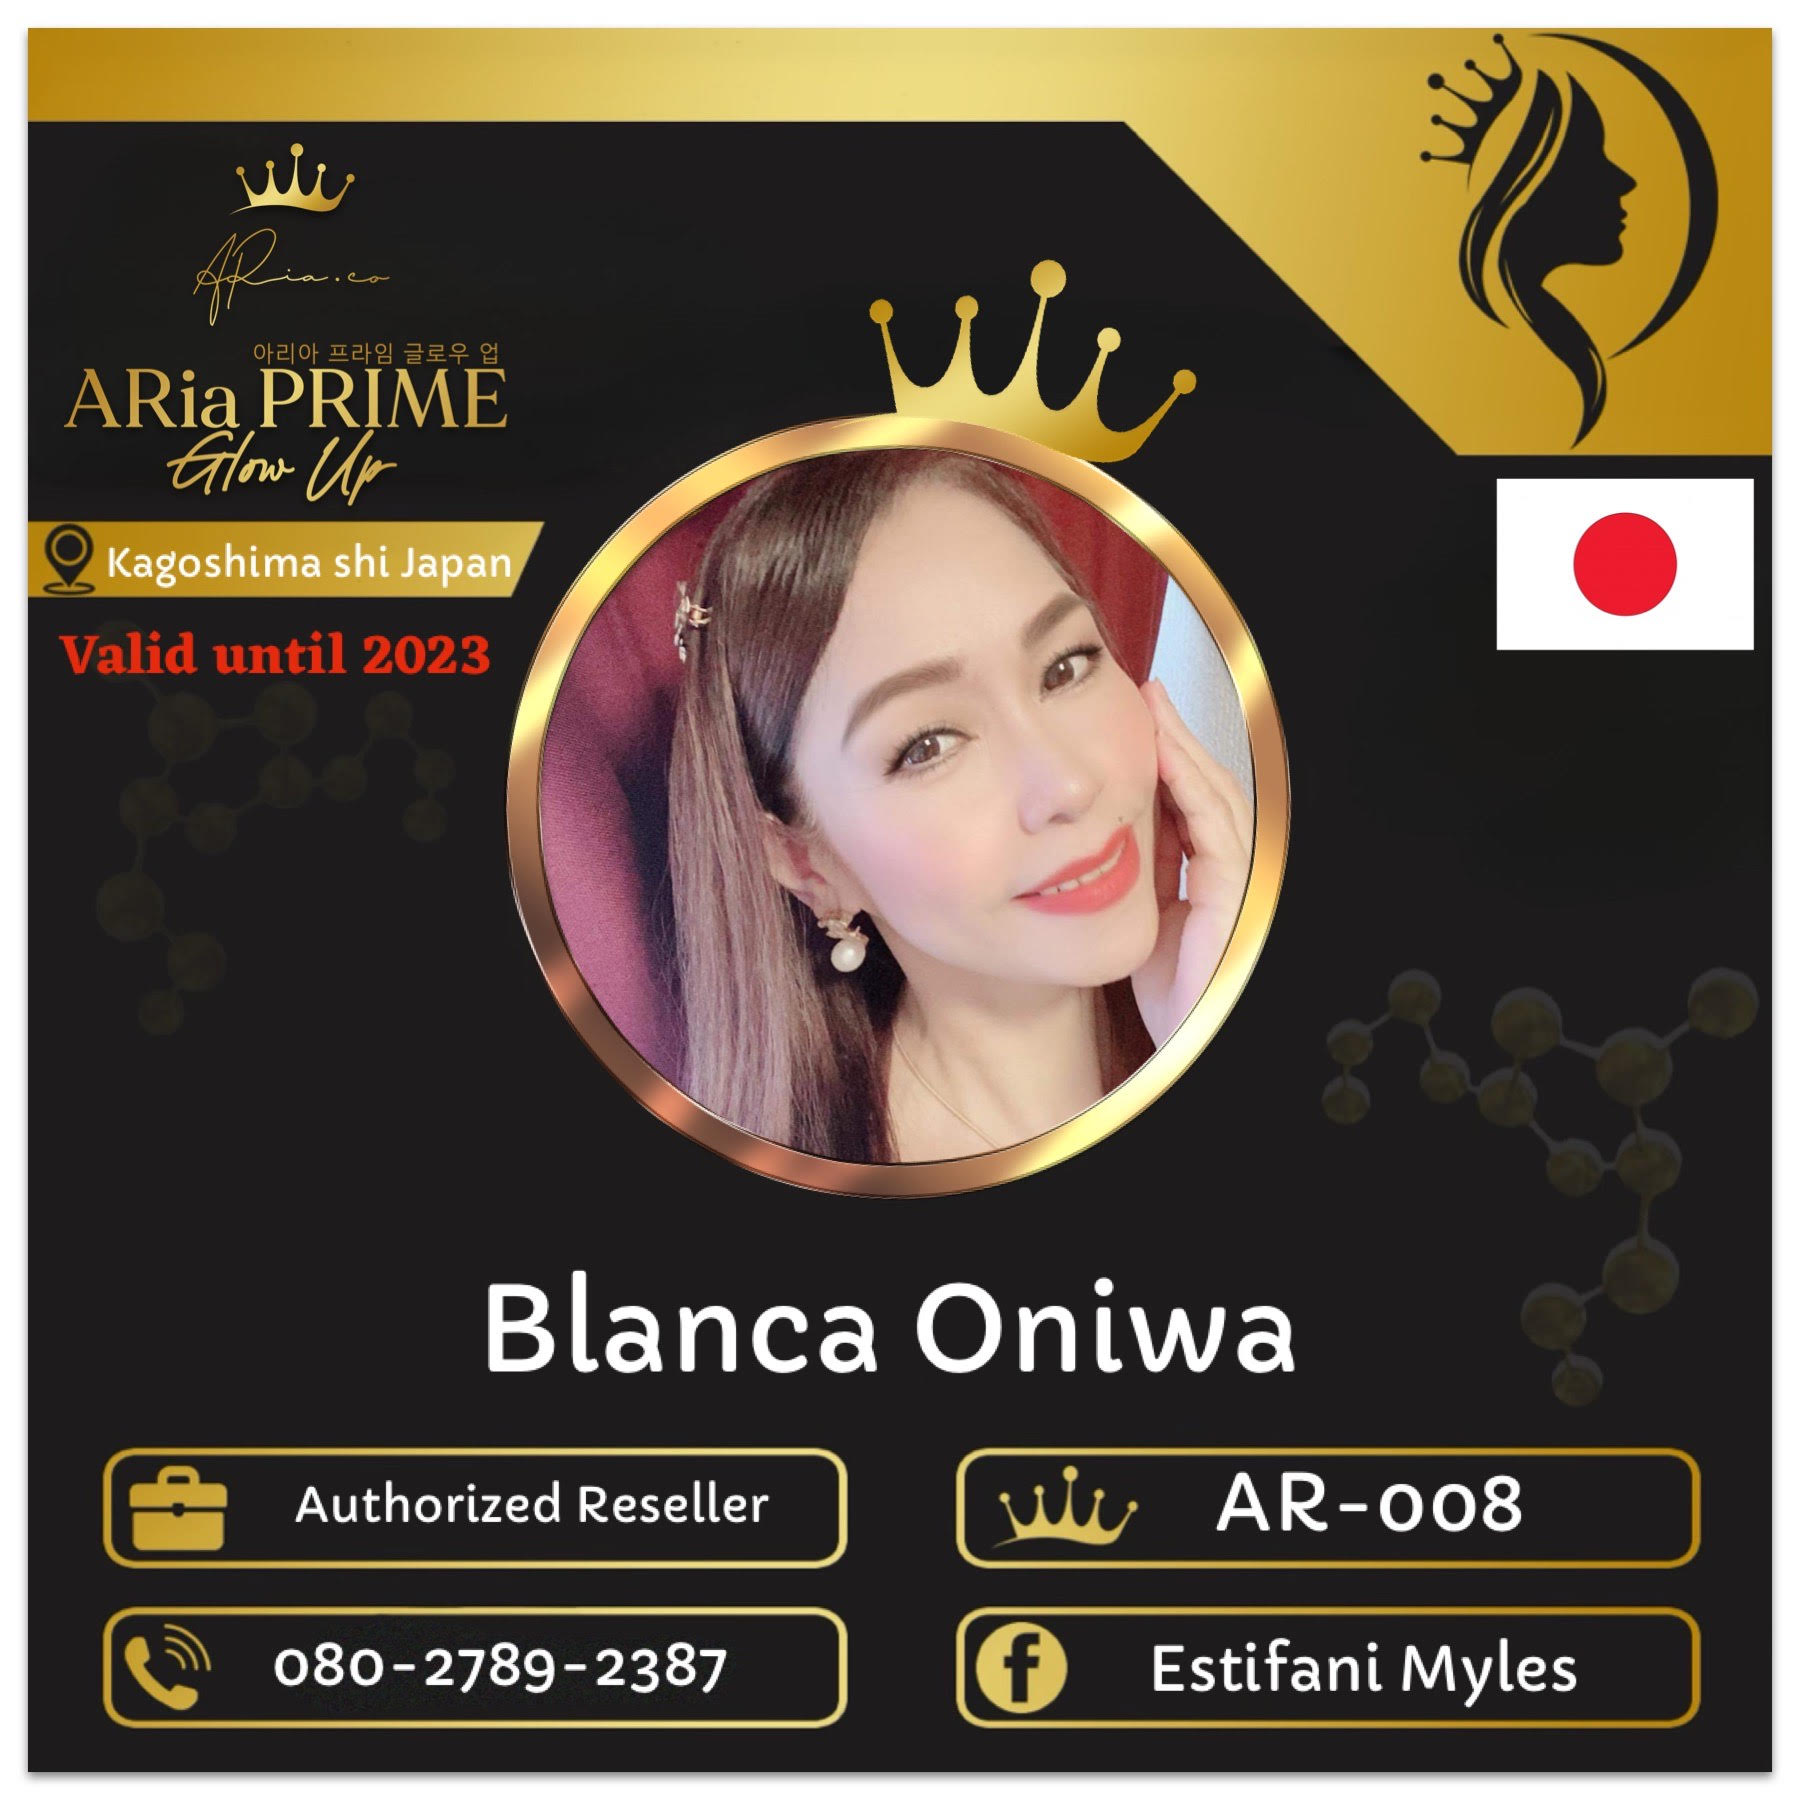 ARia.co
아리아 프라임 글로우 업
ARia PRIME
Glow Up
Kagoshima shi Japan
Valid until 2023
Blanca Oniwa
Authorized Reseller
AR-008
080-2789-2387
Estifani Myles